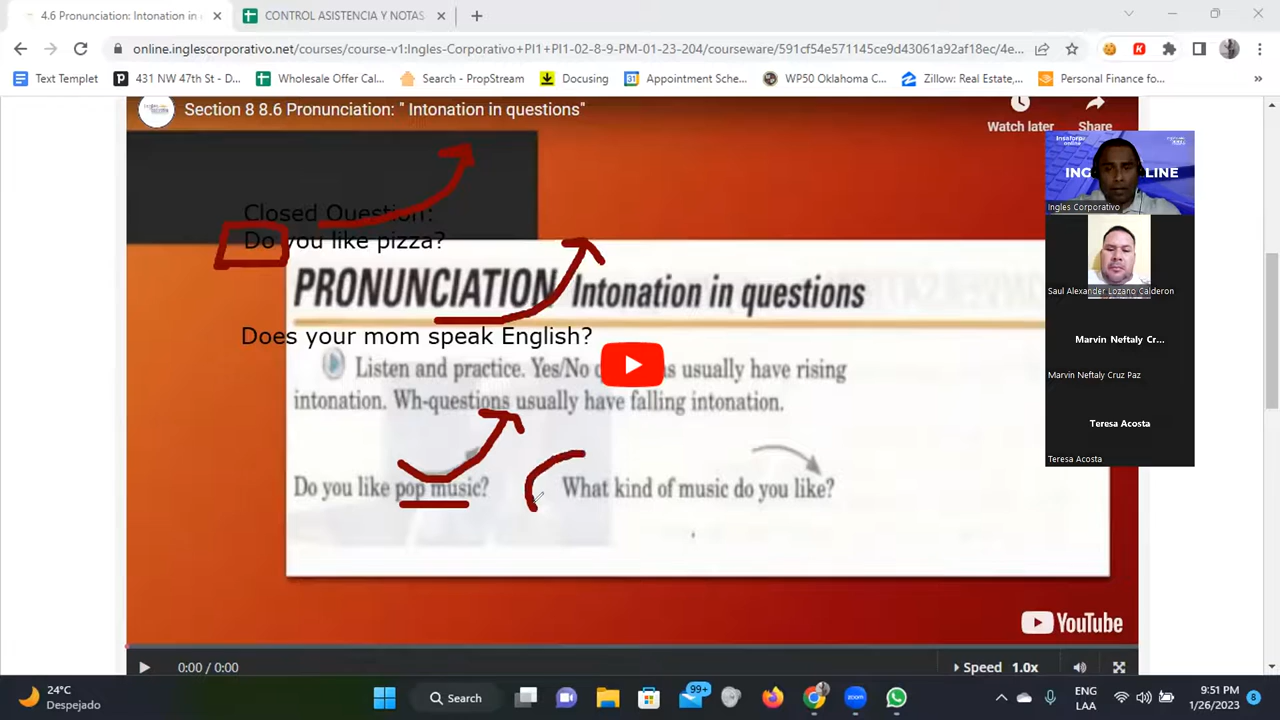 4.6 Pronunciation: Intonation in
CONTROL ASISTENCIA Y NOTAS
online.inglescorporativo.net/courses/course-v1:Ingles-Corporativo+PI1+PI1-02-8-9-PM-01-23-204/courseware/591cf54e571145ce9d43061a92af18ec/4e...
Text Templet
431 NW 47th St - D...
Wholesale Offer Cal...
Search - PropStream
Docusing
Appointment Sche...
WP50 Oklahoma C...
Zillow: Real Estate,...
Personal Finance fo...
Section 8 8.6 Pronunciation: " Intonation in questions"
Watch later
Share
ING LINE
Ingles Corporativo
Saul Alexander Lozano Calderon
Marvin Neftaly Cr...
Marvin Neftaly Cruz Paz
Teresa Acosta
Teresa Acosta
Closed Question:
Do you like pizza?
PRONUNCIATION Intonation in questions
Does your mom speak English?
Listen and practice. Yes/No usually have rising
intonation. Wh-questions usually have falling intonation.
Do you like pop music?
What kind of music do you like?
YouTube
0:00 / 0:00
Speed 1.0x
24°C
Despejado
Search
99+
ENG
LAA
9:51 PM
1/26/2023
8